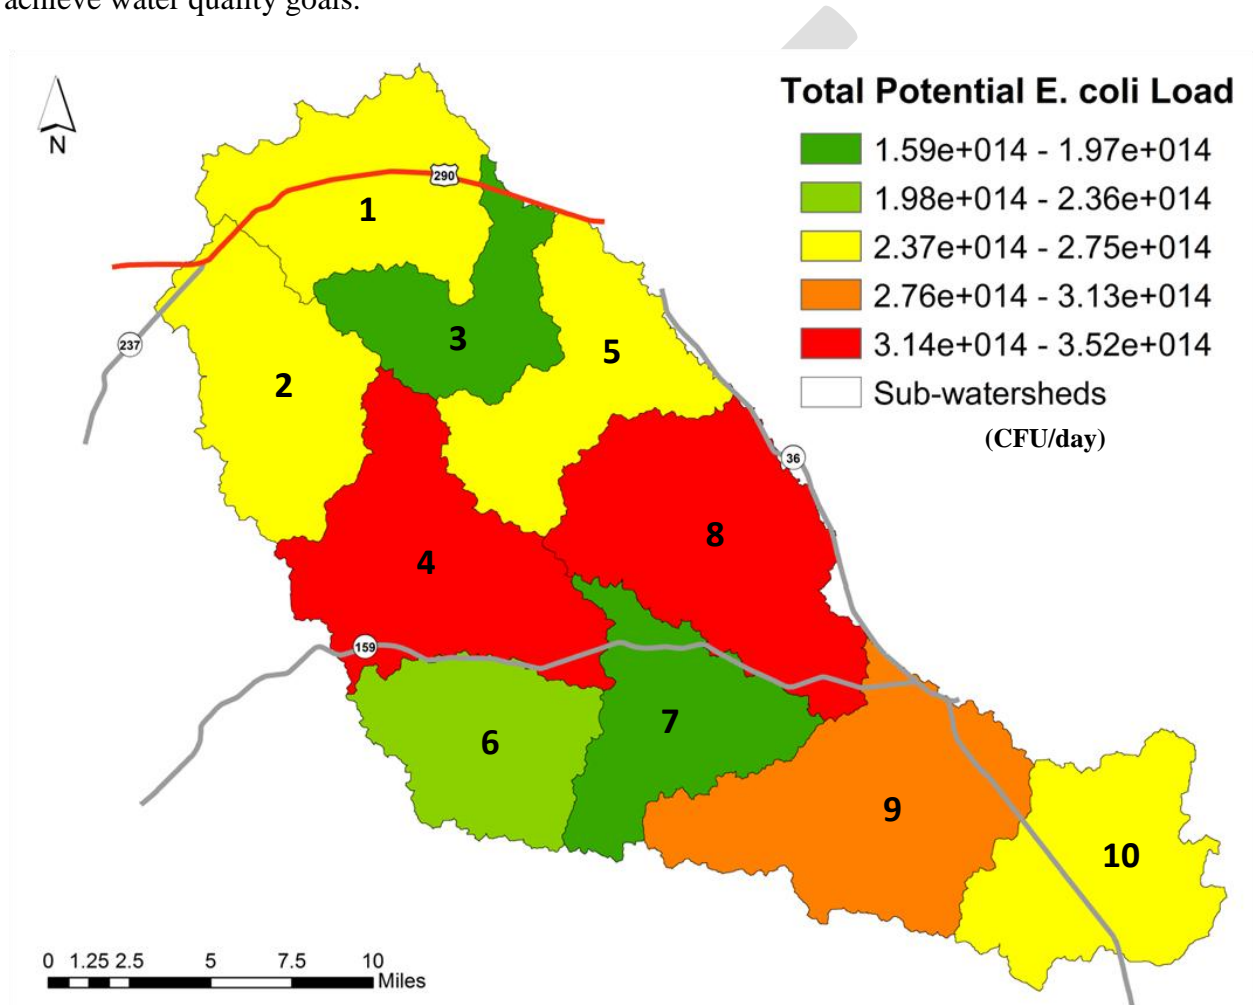 achieve water quality goals.
N
Total Potential E. coli Load
1.59e+014 - 1.97e+014
1.98e+014 - 2.36e+014
2.37e+014 - 2.75e+014
2.76e+014 - 3.13e+014
3.14e+014 - 3.52e+014
Sub-watersheds
(CFU/day)
290
1
3
237
5
2
36
8
4
159
7
6
9
10
0 1.25 2.5 5 7.5 10
Miles